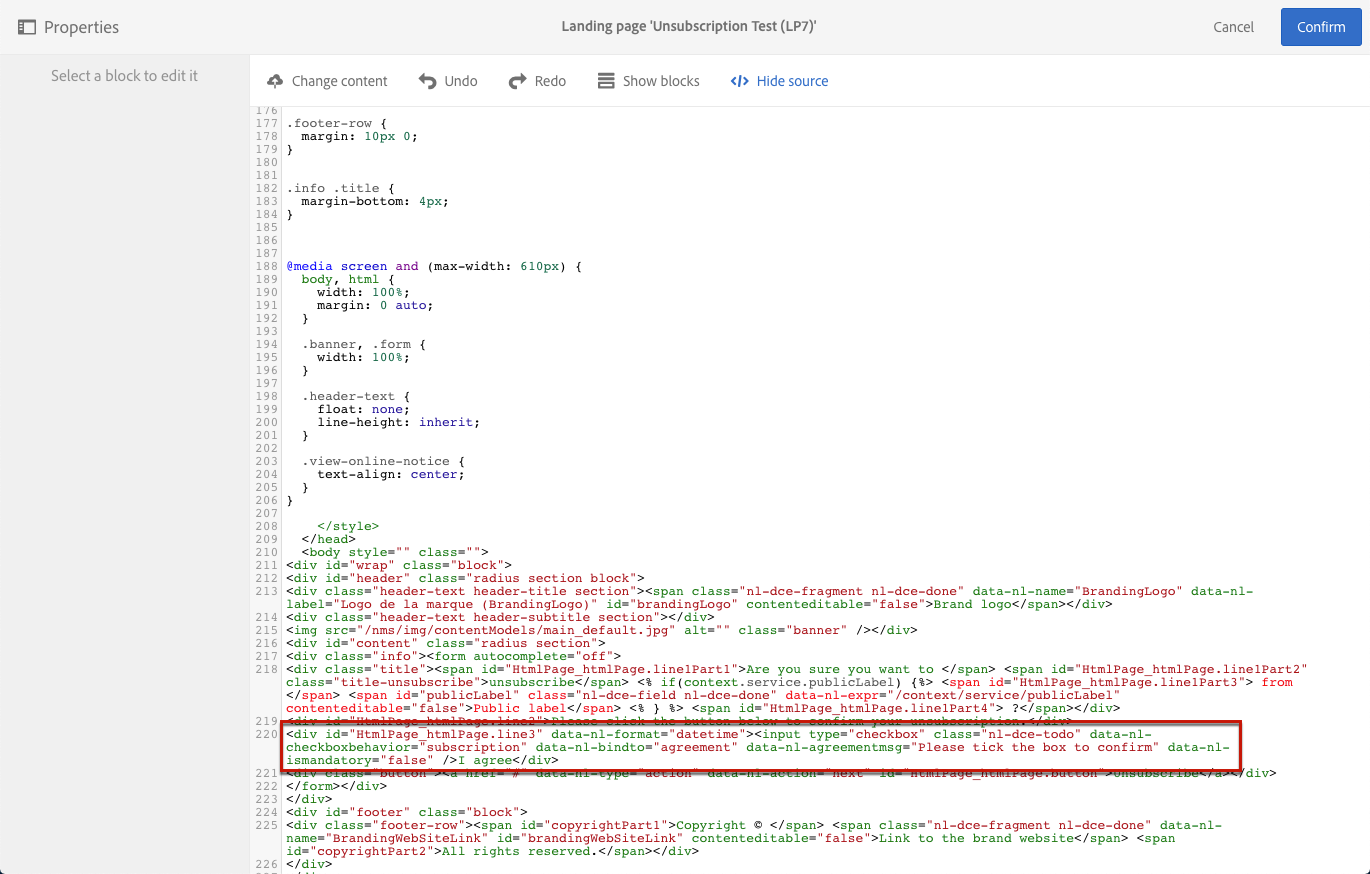 Properties
Landing page 'Unsubscription Test (LP7)'
Cancel
Confirm
Select a block to edit it
Change content
Undo
Redo
Show blocks
</> Hide source
176
177 .footer-row {
178   margin: 10px 0;
179 }
180
181
182 .info .title {
183   margin-bottom: 4px;
184 }
185
186
187
188 @media screen and (max-width: 610px) {
189   body, html {
190     width: 100%;
191     margin: 0 auto;
192   }
193
194   .banner, .form {
195     width: 100%;
196   }
197
198   .header-text {
199     float: none;
200     line-height: inherit;
201   }
202
203   .view-online-notice {
204     text-align: center;
205   }
206 }
207
208     </style>
209   </head>
210   <body style="" class="">
211 <div id="wrap" class="block">
212 <div id="header" class="radius section block">
213 <div class="header-text header-title section"><span class="nl-dce-fragment nl-dce-done" data-nl-name="BrandingLogo" data-nl-
label="Logo de la marque (BrandingLogo)" id="brandingLogo" contenteditable="false">Brand logo</span></div>
214 <div class="header-text header-subtitle section"></div>
215 <img src="/nms/img/contentModels/main_default.jpg" alt="" class="banner" /></div>
216 <div id="content" class="radius section">
217 <div class="info"><form autocomplete="off">
218 <div class="title"><span id="HtmlPage_htmlPage.line1Part1">Are you sure you want to </span> <span id="HtmlPage_htmlPage.line1Part2"
class="title-unsubscribe">unsubscribe</span> <% if(context.service.publicLabel) {%> <span id="HtmlPage_htmlPage.line1Part3"> from
</span> <span id="publicLabel" class="nl-dce-field nl-dce-done" data-nl-expr="/context/service/publicLabel"
contenteditable="false">Public label</span> <% } %> <span id="HtmlPage_htmlPage.line1Part4"> ?</span></div>
219 <div id="HtmlPage_htmlPage.line2">Please click the button below to confirm your unsubscription.</div>
220 <div id="HtmlPage_htmlPage.line3" data-nl-format="datetime"><input type="checkbox" class="nl-dce-todo" data-nl-
checkboxbehavior="subscription" data-nl-bindto="agreement" data-nl-agreementmsg="Please tick the box to confirm" data-nl-
ismandatory="false" />I agree</div>
221 <div class="button"><a href="#" data-nl-type="action" data-nl-action="next" id="HtmlPage_htmlPage.button">Unsubscribe</a></div>
222 </form></div>
223 </div>
224 <div id="footer" class="block">
225 <div class="footer-row"><span id="copyrightPart1">Copyright © </span> <span class="nl-dce-fragment nl-dce-done" data-nl-
name="BrandingWebSiteLink" id="brandingWebSiteLink" contenteditable="false">Link to the brand website</span> <span
id="copyrightPart2">All rights reserved.</span></div>
226 </div>